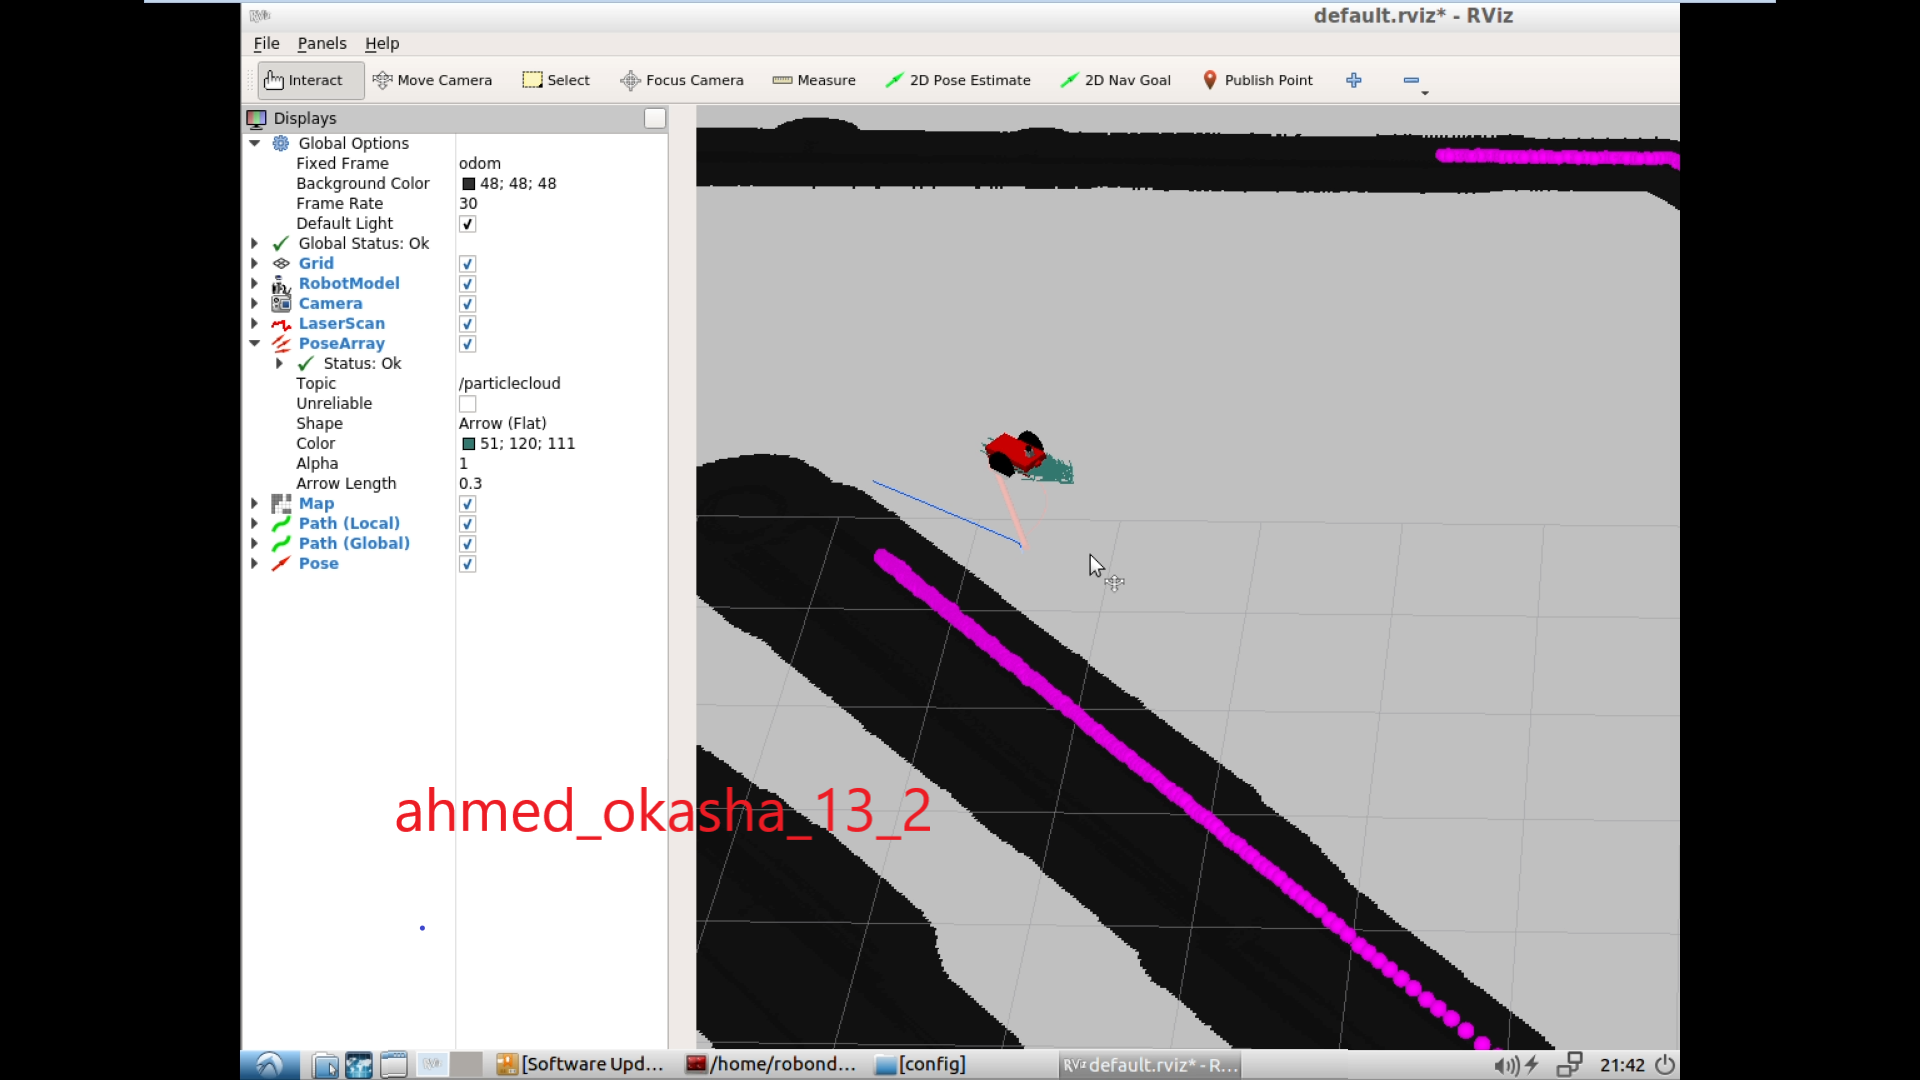 RViz
default.rviz* - RViz
File Panels Help
Interact Move Camera Select Focus Camera Measure 2D Pose Estimate 2D Nav Goal Publish Point
Displays
Global Options
Fixed Frame odom
Background Color 48; 48; 48
Frame Rate 30
Default Light
Global Status: Ok
Grid
RobotModel
Camera
LaserScan
PoseArray
Status: Ok
Topic /particlecloud
Unreliable
Shape Arrow (Flat)
Color 51; 120; 111
Alpha 1
Arrow Length 0.3
Map
Path (Local)
Path (Global)
Pose
ahmed_okasha_13_2
RViz [Software Upd... /home/robond... [config] RViz default.rviz* - R... 21:42